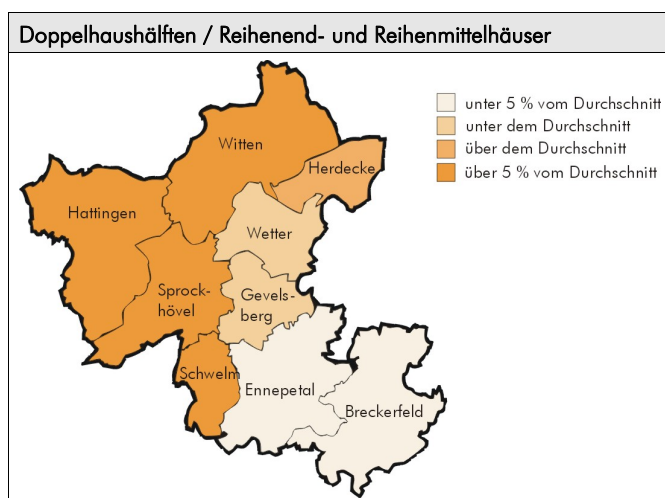 Doppelhaushälften / Reihenend- und Reihenmittelhäuser
unter 5 % vom Durchschnitt
unter dem Durchschnitt
über dem Durchschnitt
über 5 % vom Durchschnitt
Witten
Herdecke
Hattingen
Wetter
Sprock-
hövel
Gevels-
berg
Schwelm
Ennepetal
Breckerfeld